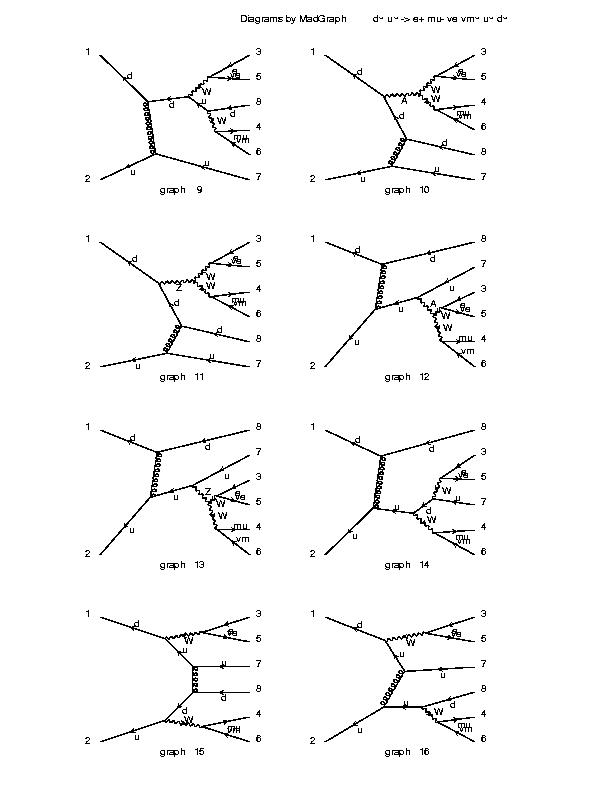 Diagrams by MadGraph d~ u~ -> e+ mu- ve vm~ u~ d~
1 d 3 1 d 3
e ve 5 W e ve 5 W
d u 8 d A W 4 mu vm
W 4 mu vm 6 d 6
u 7 d 8
2 u 2 u u 7
graph 9 graph 10
1 d 3 1 d 8
e ve 5 W d 7
Z W 4 mu vm u 3
d 6 u A e ve 5 W
d 8 u W mu 4
2 u u 7 2 vm 6
graph 11 graph 12
1 d 8 1 d 8
d 7 d 3
u 3 e ve 5 W
u Z e ve 5 W u u 7
u W mu 4 u d W mu vm 4
2 vm 6 2 6
graph 13 graph 14
1 d 3 1 d 3
W e ve 5 W e ve 5
u u 7 u u 7
d 8 u d 8
d W mu vm 4 W mu vm 4
2 u 6 2 u 6
graph 15 graph 16